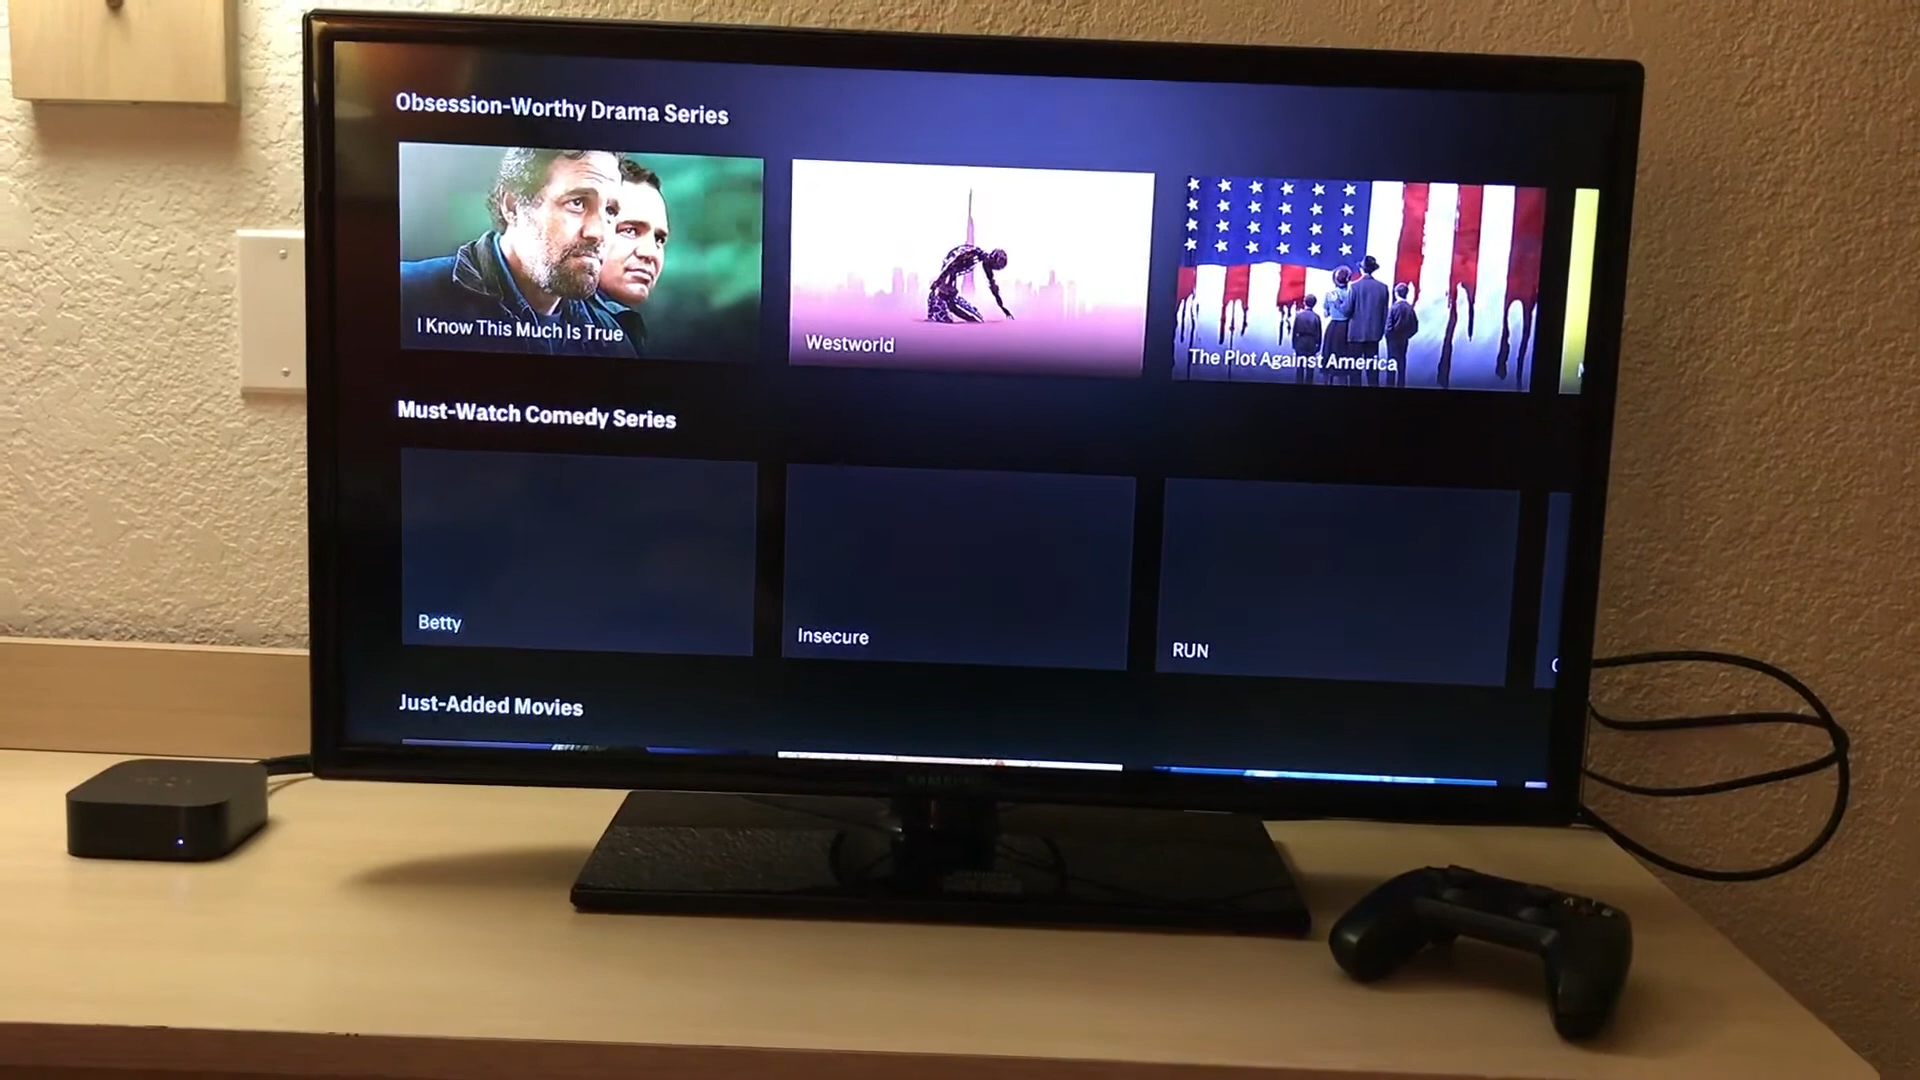 Obsession-Worthy Drama Series
I Know This Much Is True
Westworld
The Plot Against America
Must-Watch Comedy Series
Betty
Insecure
RUN
Just-Added Movies
SAMSUNG